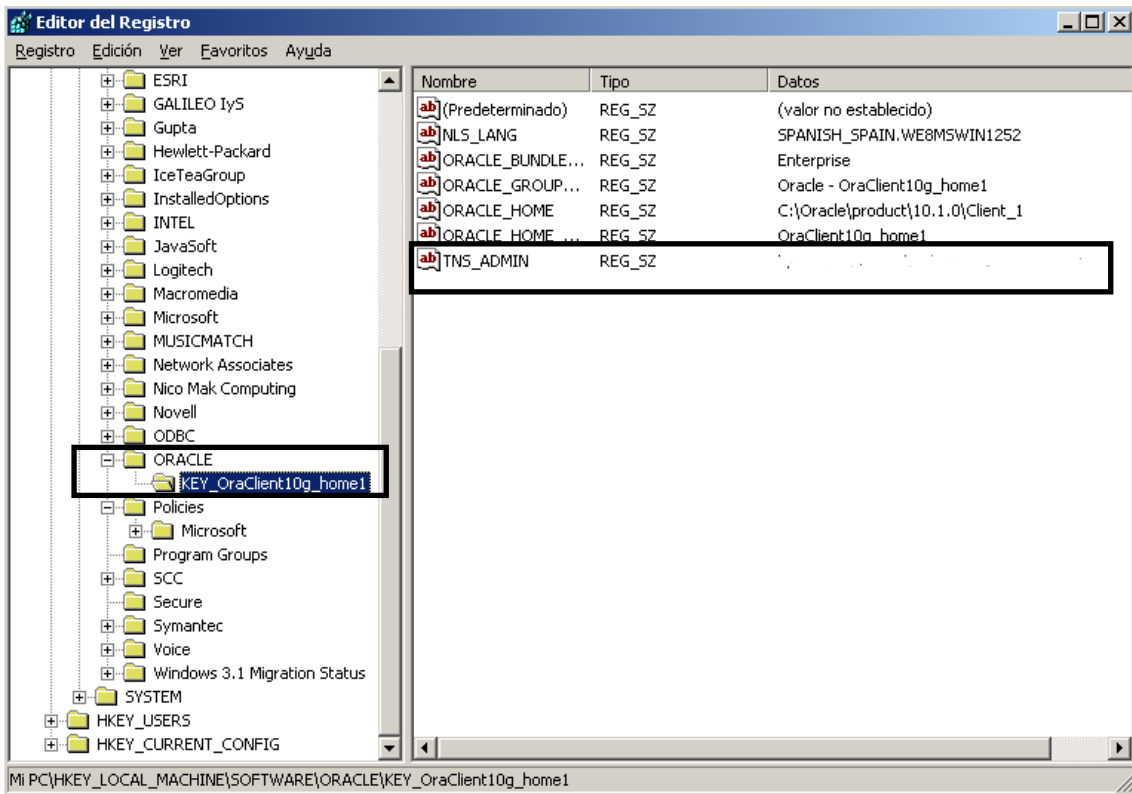 Editor del Registro
Registro Edición Ver Favoritos Ayuda
ESRI
GALILEO IyS
Gupta
Hewlett-Packard
IceTeaGroup
InstalledOptions
INTEL
JavaSoft
Logitech
Macromedia
Microsoft
MUSICMATCH
Network Associates
Nico Mak Computing
Novell
ODBC
ORACLE
KEY_OraClient10g_home1
Policies
Microsoft
Program Groups
SCC
Secure
Symantec
Voice
Windows 3.1 Migration Status
SYSTEM
HKEY_USERS
HKEY_CURRENT_CONFIG
Nombre Tipo Datos
(Predeterminado) REG_SZ (valor no establecido)
NLS_LANG REG_SZ SPANISH_SPAIN.WE8MSWIN1252
ORACLE_BUNDLE... REG_SZ Enterprise
ORACLE_GROUP... REG_SZ Oracle - OraClient10g_home1
ORACLE_HOME REG_SZ C:\Oracle\product\10.1.0\Client_1
ORACLE_HOME_... REG_SZ OraClient10g_home1
TNS_ADMIN REG_SZ
Mi PC\HKEY_LOCAL_MACHINE\SOFTWARE\ORACLE\KEY_OraClient10g_home1